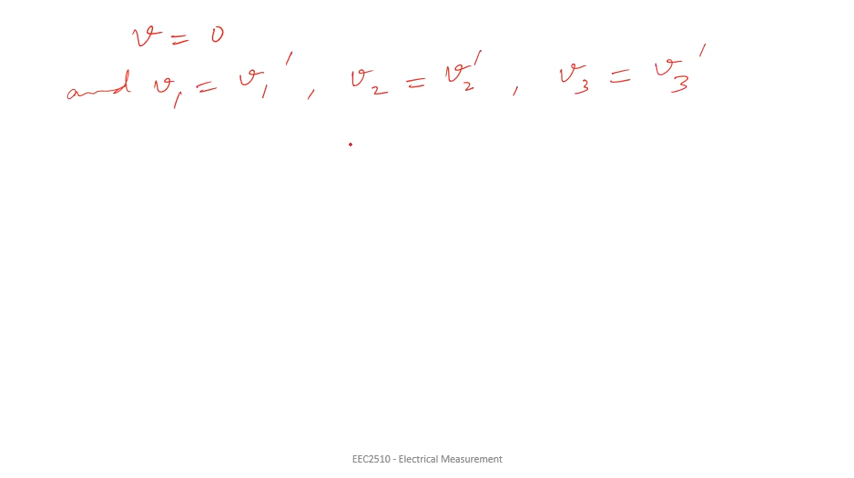 v = 0
and v₁ = v₁′ , v₂ = v₂′ , v₃ = v₃′
EEC2510 - Electrical Measurement